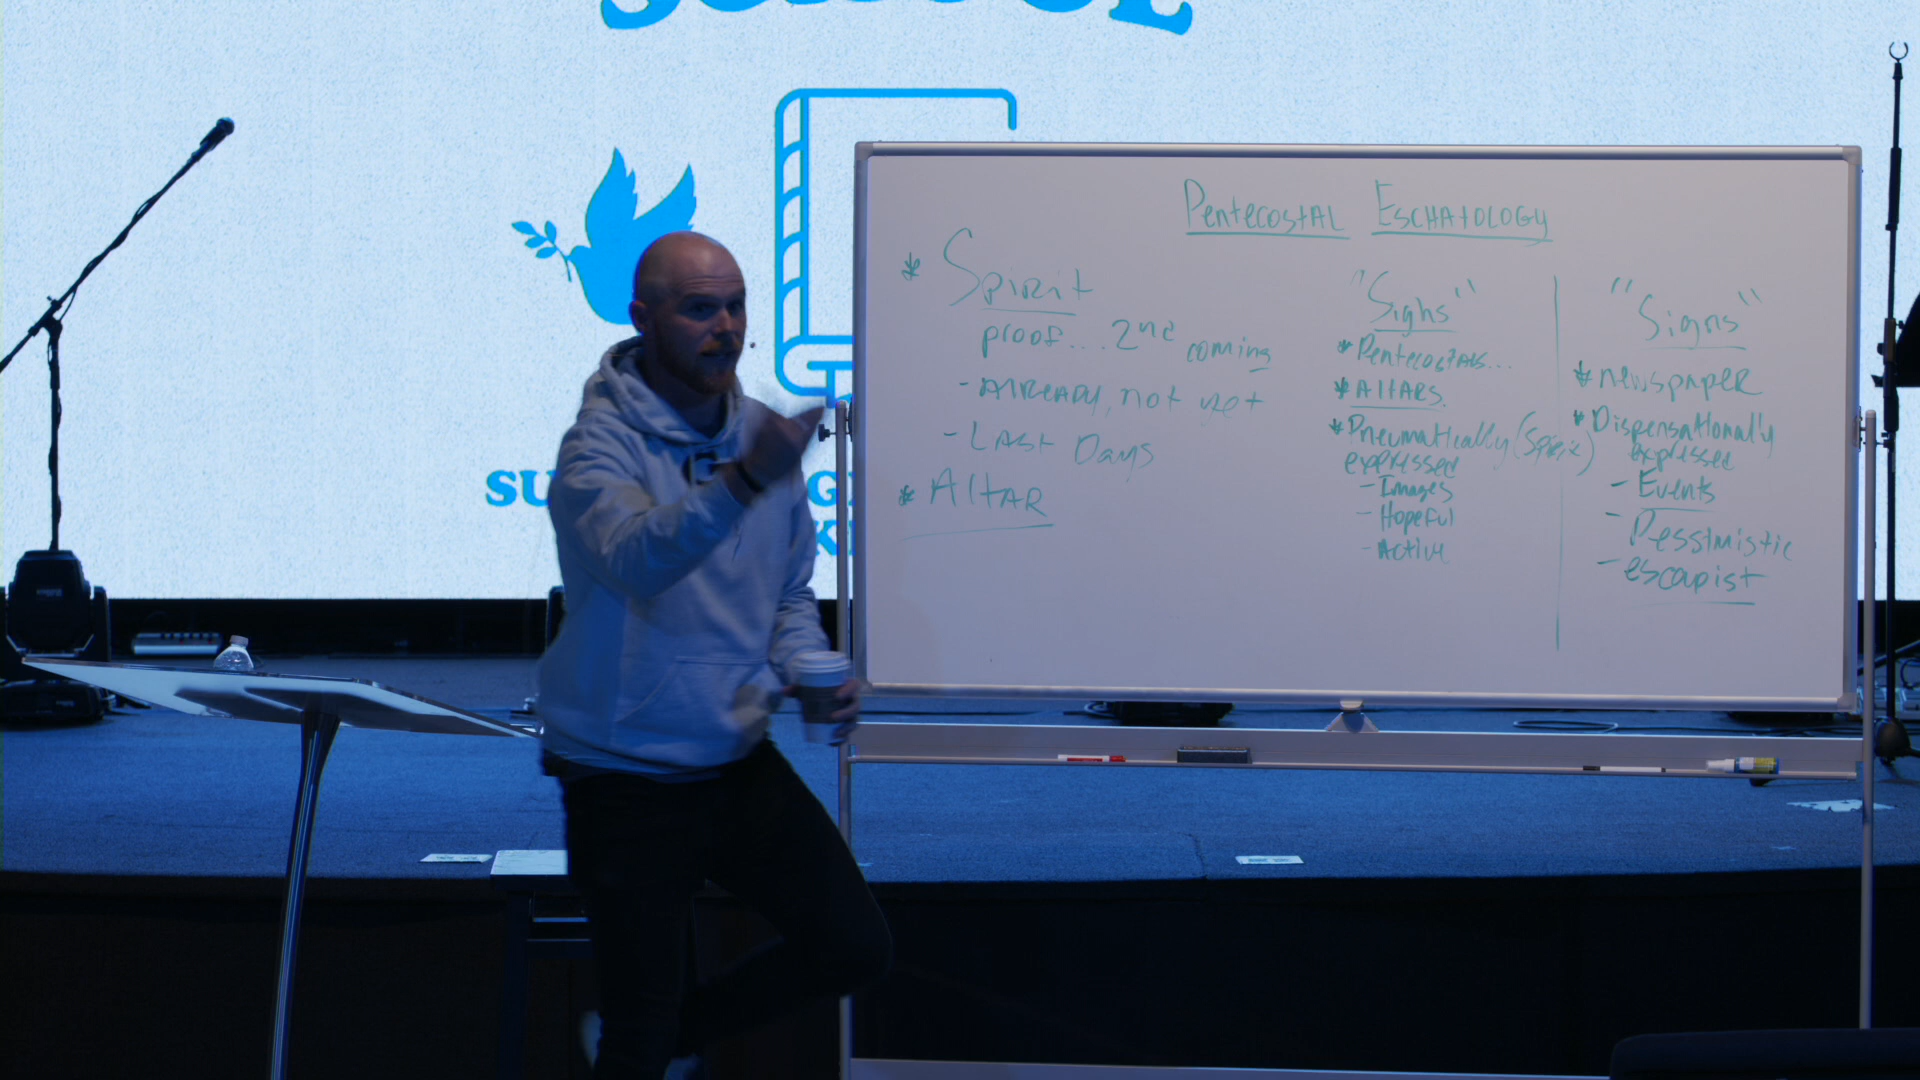 SCHOOL
Pentecostal Eschatology
* Spirit
proof... 2nd coming
- Already, not yet
- Last Days
* Altar
"Sighs"
* Pentecostals...
* Altars
* Pneumatically (Spirit)
expressed
- Images
- Hopeful
- Active
"Signs"
* newspaper
* Dispensationally
expressed
- Events
- Pessimistic
- escapist